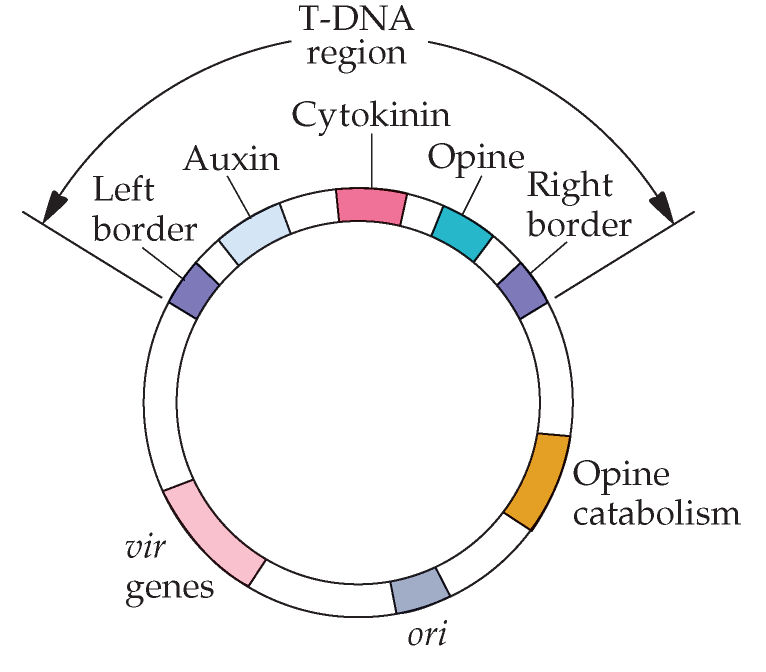 T-DNA
region
Cytokinin
Auxin
Opine
Left
border
Right
border
Opine
catabolism
vir
genes
ori